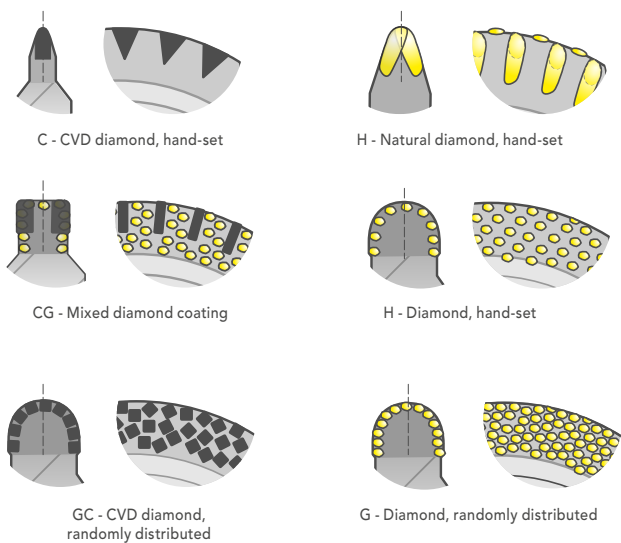 C - CVD diamond, hand-set
H - Natural diamond, hand-set
CG - Mixed diamond coating
H - Diamond, hand-set
GC - CVD diamond,
randomly distributed
G - Diamond, randomly distributed